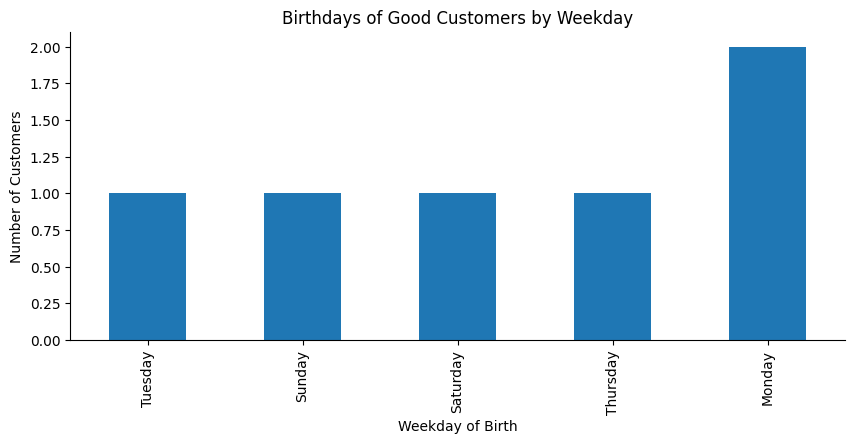 Birthdays of Good Customers by Weekday
Number of Customers
2.00
1.75
1.50
1.25
1.00
0.75
0.50
0.25
0.00
Tuesday
Sunday
Saturday
Thursday
Monday
Weekday of Birth